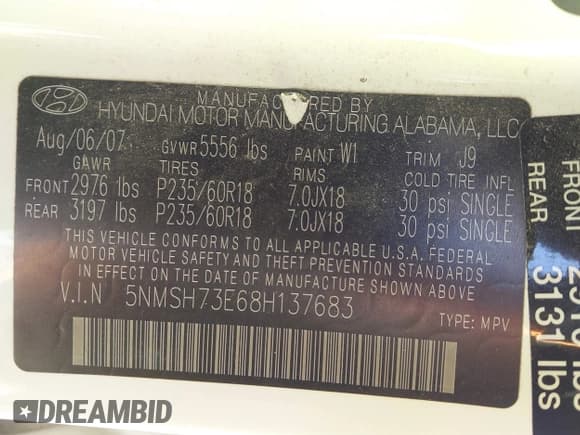 MANUFACTURED BY
HYUNDAI MOTOR MANUFACTURING ALABAMA, LLC
Aug/06/07 GVWR 5556 lbs PAINT W1 TRIM J9
GAWR TIRES RIMS COLD TIRE INFL
FRONT 2976 lbs P235/60R18 7.0JX18 30 psi SINGLE
REAR 3197 lbs P235/60R18 7.0JX18 30 psi SINGLE
THIS VEHICLE CONFORMS TO ALL APPLICABLE U.S.A. FEDERAL
MOTOR VEHICLE SAFETY AND THEFT PREVENTION STANDARDS
IN EFFECT ON THE DATE OF MANUFACTURE SHOWN ABOVE.
V.I.N 5NMSH73E68H137683
TYPE: MPV
FRONT
REAR 3131 lbs
DREAMBID